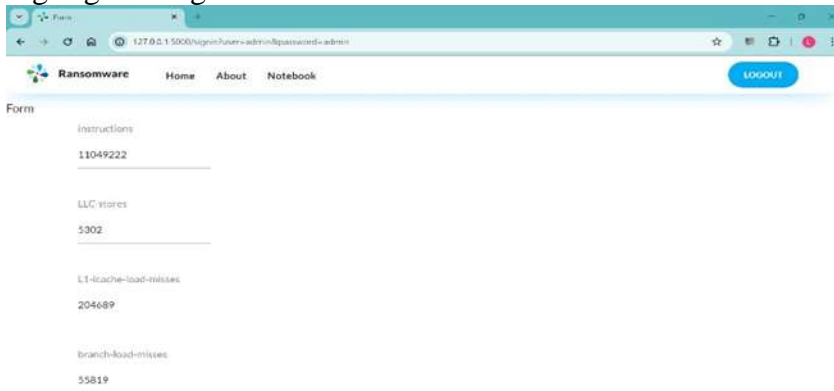 Form
127.0.0.1:5000/signin?user=admin&password=admin
Ransomware Home About Notebook LOGOUT
Form
instructions
11049222
LLC-stores
5302
L1-icache-load-misses
204689
branch-load-misses
55819